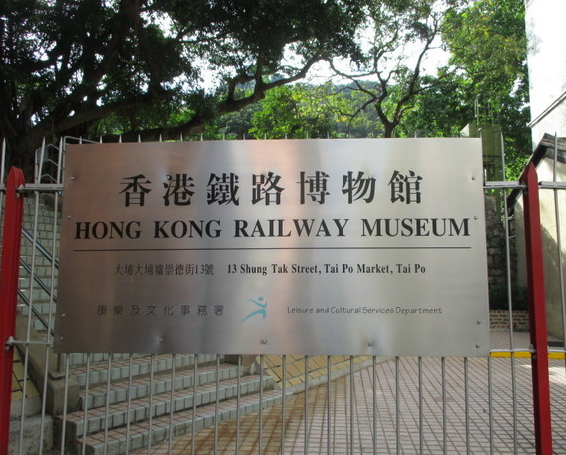 香港鐵路博物館
HONG KONG RAILWAY MUSEUM
大埔大埔墟崇德街13號 13 Shung Tak Street, Tai Po Market, Tai Po
康樂及文化事務署 Leisure and Cultural Services Department